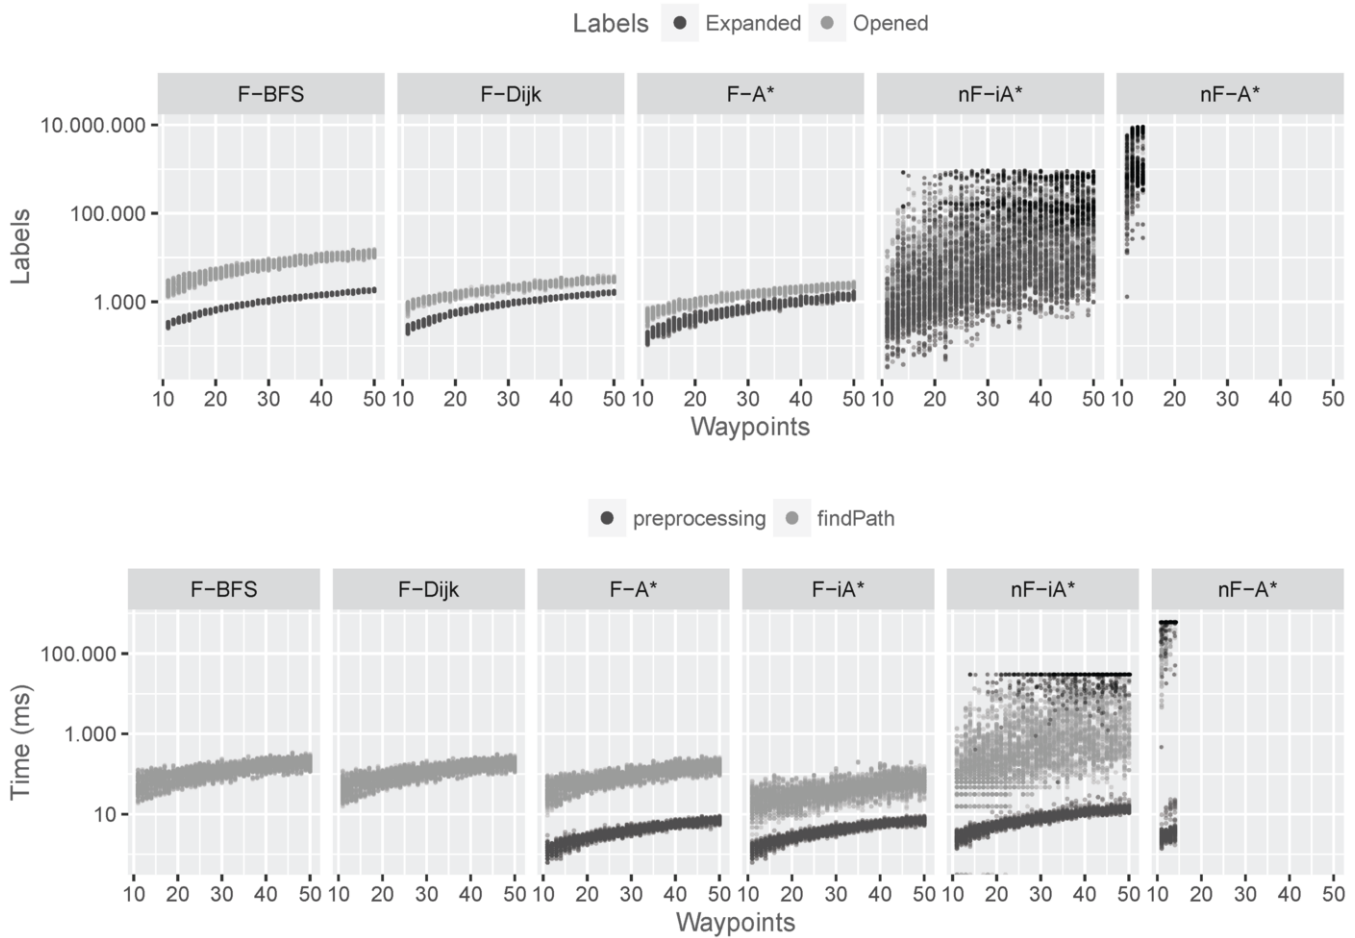 Labels Expanded Opened
F−BFS F−Dijk F−A* nF−iA* nF−A*
10.000.000
100.000
1.000
Labels
10 20 30 40 50 10 20 30 40 50 10 20 30 40 50 10 20 30 40 50 10 20 30 40 50
Waypoints
preprocessing findPath
F−BFS F−Dijk F−A* F−iA* nF−iA* nF−A*
100.000
1.000
10
Time (ms)
10 20 30 40 50 10 20 30 40 50 10 20 30 40 50 10 20 30 40 50 10 20 30 40 50 10 20 30 40 50
Waypoints